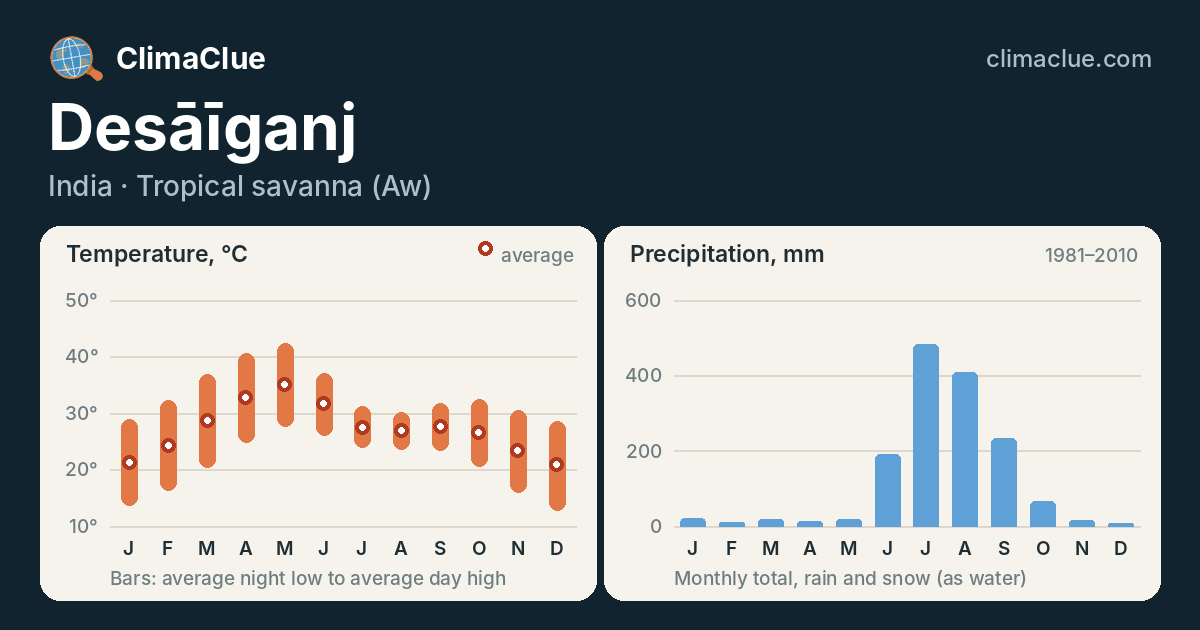 ClimaClue
climaclue.com
Desāīganj
India · Tropical savanna (Aw)
Temperature, °C
average
50°
40°
30°
20°
10°
J F M A M J J A S O N D
Bars: average night low to average day high
Precipitation, mm
1981–2010
600
400
200
0
J F M A M J J A S O N D
Monthly total, rain and snow (as water)